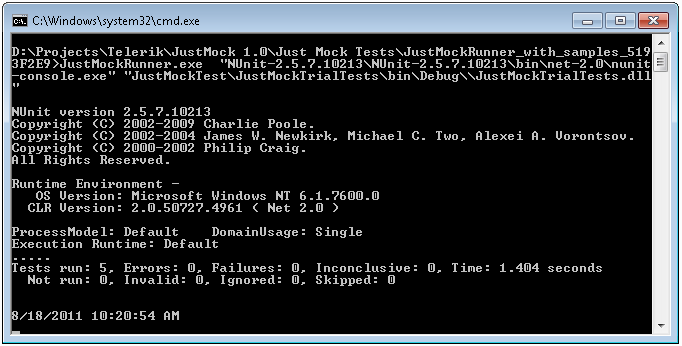 C:\Windows\system32\cmd.exe
D:\Projects\Telerik\JustMock 1.0\Just Mock Tests\JustMockRunner_with_samples_519
3F2E9>JustMockRunner.exe  "NUnit-2.5.7.10213\NUnit-2.5.7.10213\bin\net-2.0\nunit
-console.exe" "JustMockTest\JustMockTrialTests\bin\Debug\\JustMockTrialTests.dll
"
NUnit version 2.5.7.10213
Copyright (C) 2002-2009 Charlie Poole.
Copyright (C) 2002-2004 James W. Newkirk, Michael C. Two, Alexei A. Vorontsov.
Copyright (C) 2000-2002 Philip Craig.
All Rights Reserved.
Runtime Environment -
   OS Version: Microsoft Windows NT 6.1.7600.0
  CLR Version: 2.0.50727.4961 ( Net 2.0 )
ProcessModel: Default    DomainUsage: Single
Execution Runtime: Default
.....
Tests run: 5, Errors: 0, Failures: 0, Inconclusive: 0, Time: 1.404 seconds
  Not run: 0, Invalid: 0, Ignored: 0, Skipped: 0
8/18/2011 10:20:54 AM